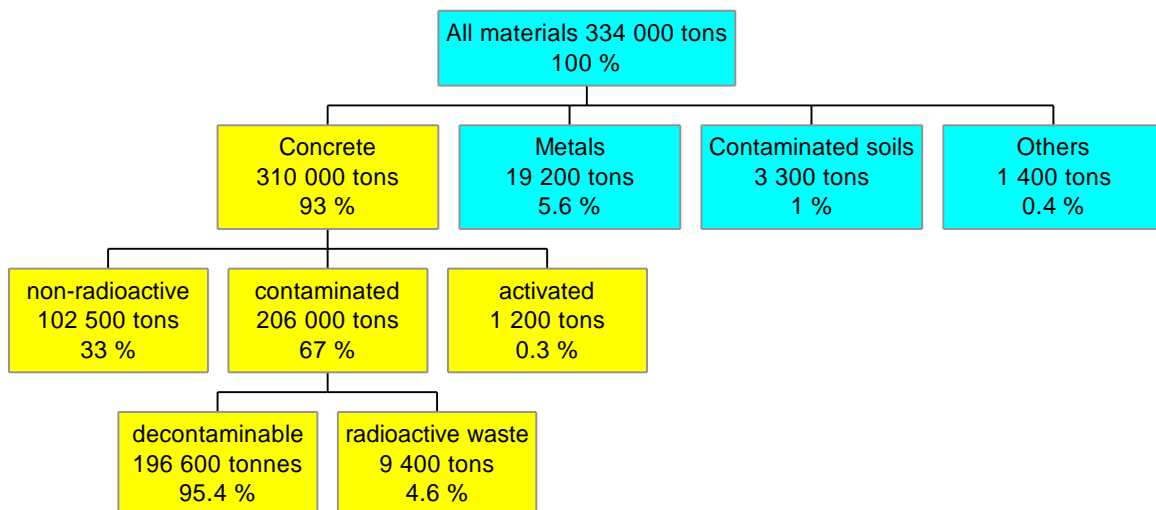 All materials 334 000 tons
100 %
Concrete
310 000 tons
93 %
Metals
19 200 tons
5.6 %
Contaminated soils
3 300 tons
1 %
Others
1 400 tons
0.4 %
non-radioactive
102 500 tons
33 %
contaminated
206 000 tons
67 %
activated
1 200 tons
0.3 %
decontaminable
196 600 tonnes
95.4 %
radioactive waste
9 400 tons
4.6 %